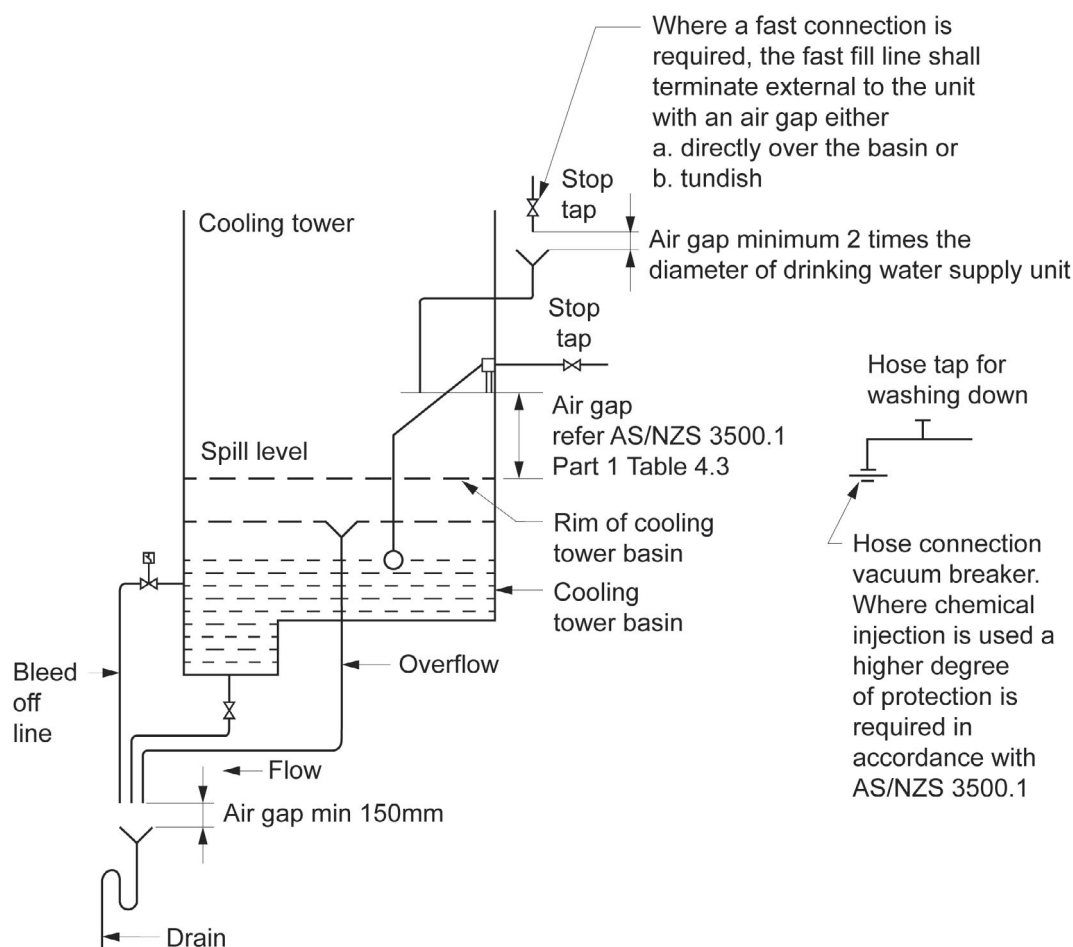 Where a fast connection is
required, the fast fill line shall
terminate external to the unit
with an air gap either
a. directly over the basin or
b. tundish
Stop
tap
Cooling tower
Air gap minimum 2 times the
diameter of drinking water supply unit
Stop
tap
Hose tap for
washing down
Air gap
refer AS/NZS 3500.1
Part 1 Table 4.3
Spill level
Rim of cooling
tower basin
Hose connection
vacuum breaker.
Where chemical
injection is used a
higher degree
of protection is
required in
accordance with
AS/NZS 3500.1
Cooling
tower basin
Overflow
Bleed
off
line
Flow
Air gap min 150mm
Drain